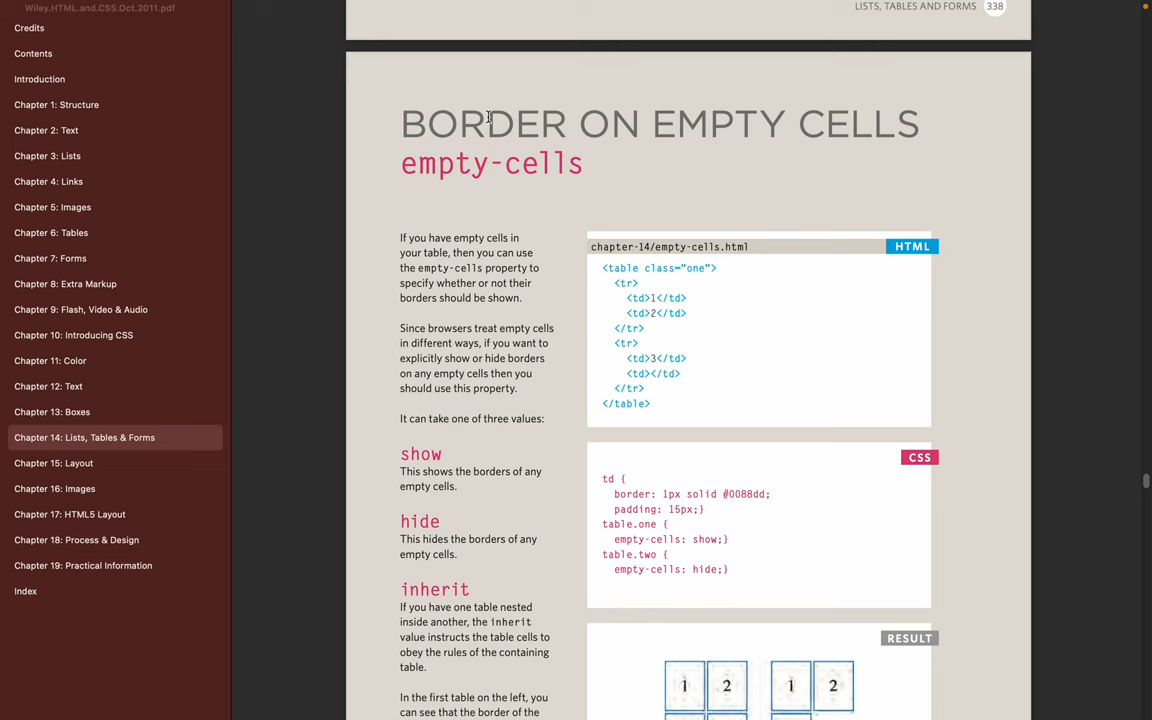 Wiley.HTML.and.CSS.Oct.2011.pdf
Credits
Contents
Introduction
Chapter 1: Structure
Chapter 2: Text
Chapter 3: Lists
Chapter 4: Links
Chapter 5: Images
Chapter 6: Tables
Chapter 7: Forms
Chapter 8: Extra Markup
Chapter 9: Flash, Video & Audio
Chapter 10: Introducing CSS
Chapter 11: Color
Chapter 12: Text
Chapter 13: Boxes
Chapter 14: Lists, Tables & Forms
Chapter 15: Layout
Chapter 16: Images
Chapter 17: HTML5 Layout
Chapter 18: Process & Design
Chapter 19: Practical Information
Index
LISTS, TABLES AND FORMS 338
BORDER ON EMPTY CELLS
empty-cells
If you have empty cells in
your table, then you can use
the empty-cells property to
specify whether or not their
borders should be shown.
Since browsers treat empty cells
in different ways, if you want to
explicitly show or hide borders
on any empty cells then you
should use this property.
It can take one of three values:
show
This shows the borders of any
empty cells.
hide
This hides the borders of any
empty cells.
inherit
If you have one table nested
inside another, the inherit
value instructs the table cells to
obey the rules of the containing
table.
In the first table on the left, you
can see that the border of the
chapter-14/empty-cells.html HTML
<table class="one">
<tr>
<td>1</td>
<td>2</td>
</tr>
<tr>
<td>3</td>
<td></td>
</tr>
</table>
CSS
td {
border: 1px solid #0088dd;
padding: 15px;}
table.one {
empty-cells: show;}
table.two {
empty-cells: hide;}
RESULT
1 2 1 2